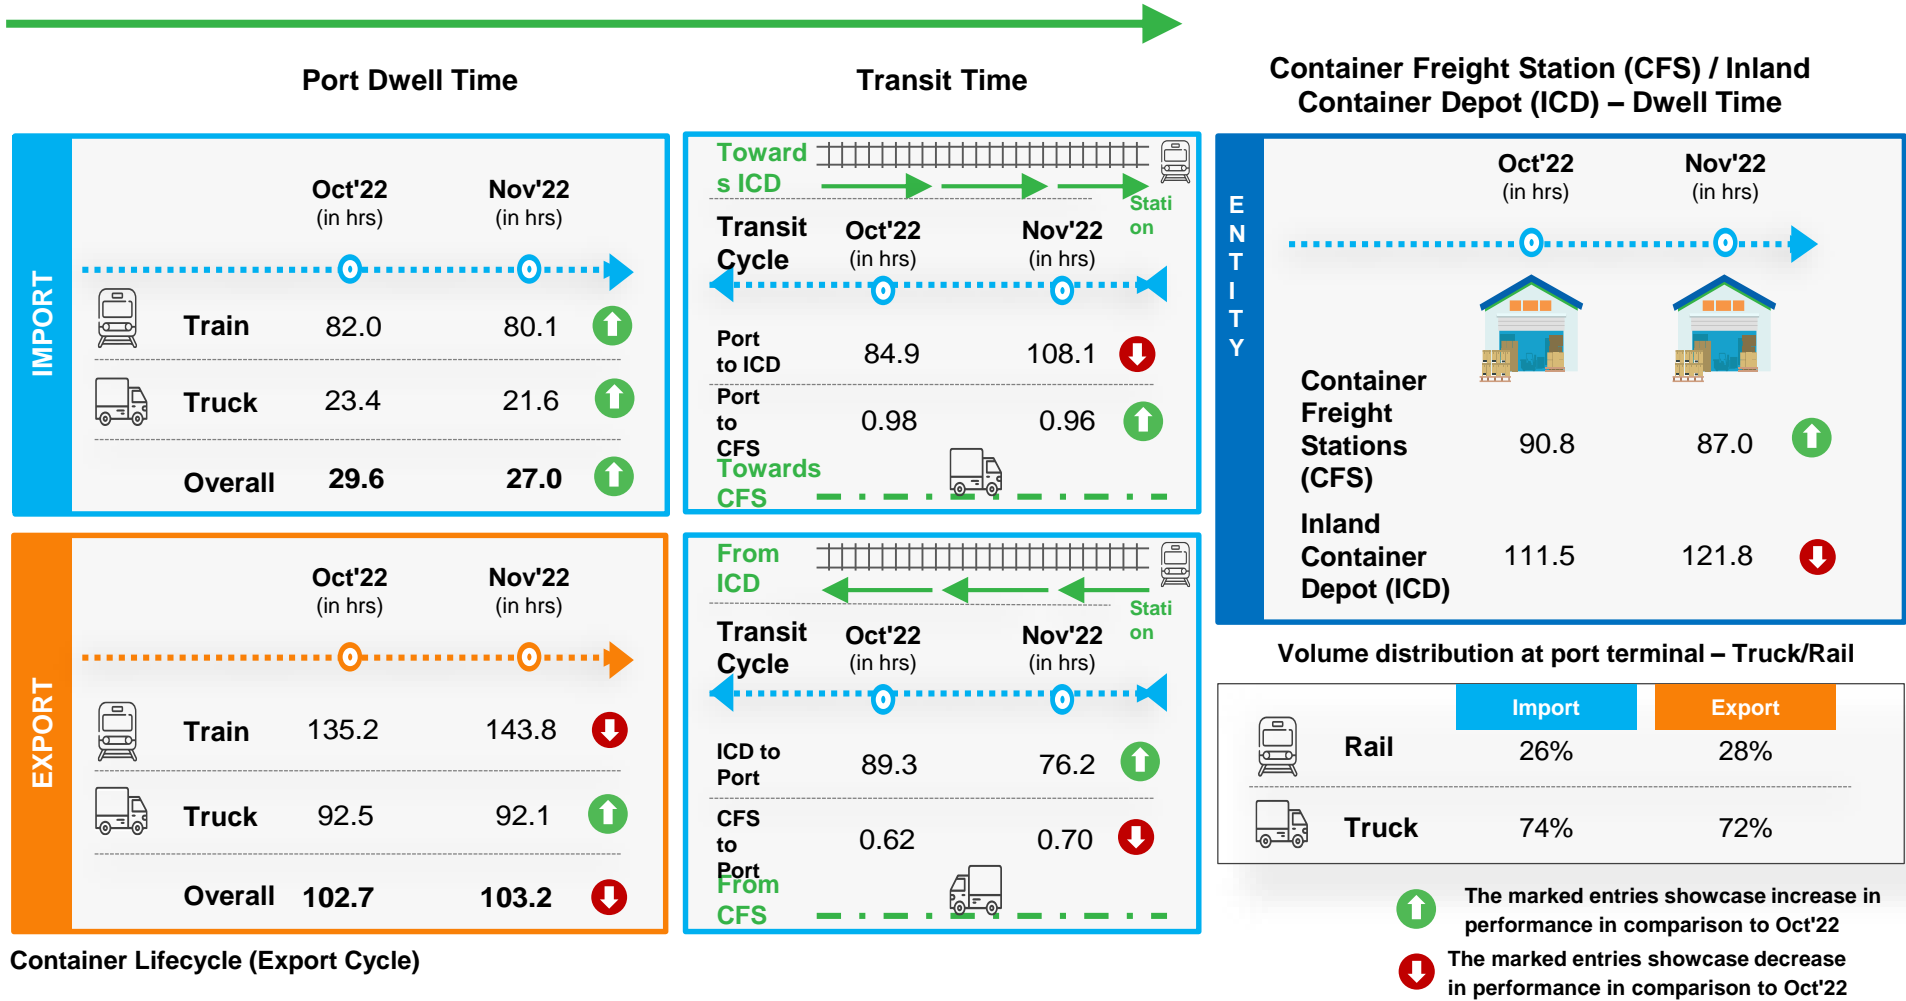 Port Dwell Time
Transit Time
Container Freight Station (CFS) / Inland
Container Depot (ICD) – Dwell Time
IMPORT
Oct'22 Nov'22
(in hrs) (in hrs)
Train 82.0 80.1
Truck 23.4 21.6
Overall 29.6 27.0
Toward
s ICD
Stati
on
Transit
Cycle
Oct'22 Nov'22
(in hrs) (in hrs)
Port
to ICD
84.9 108.1
Port
to
CFS
0.98 0.96
Towards
CFS
ENTITY
Oct'22 Nov'22
(in hrs) (in hrs)
Container
Freight
Stations
(CFS)
90.8 87.0
Inland
Container
Depot (ICD)
111.5 121.8
EXPORT
Oct'22 Nov'22
(in hrs) (in hrs)
Train 135.2 143.8
Truck 92.5 92.1
Overall 102.7 103.2
From
ICD
Stati
on
Transit
Cycle
Oct'22 Nov'22
(in hrs) (in hrs)
ICD to
Port
89.3 76.2
CFS
to
Port
0.62 0.70
From
CFS
Volume distribution at port terminal – Truck/Rail
Import Export
Rail 26% 28%
Truck 74% 72%
The marked entries showcase increase in
performance in comparison to Oct'22
The marked entries showcase decrease
in performance in comparison to Oct'22
Container Lifecycle (Export Cycle)